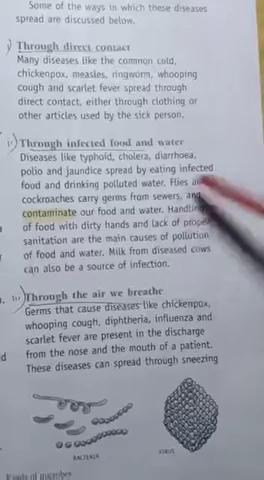 Some of the ways in which these diseases
spread are discussed below.
i) Through direct contact
Many diseases like the common cold,
chickenpox, measles, ringworm, whooping
cough and scarlet fever spread through
direct contact, either through clothing or
other articles used by the sick person.
ii) Through infected food and water
Diseases like typhoid, cholera, diarrhoea,
polio and jaundice spread by eating infected
food and drinking polluted water. Flies and
cockroaches carry germs from sewers, and
contaminate our food and water. Handling
of food with dirty hands and lack of proper
sanitation are the main causes of pollution
of food and water. Milk from diseased cows
can also be a source of infection.
iii) Through the air we breathe
Germs that cause diseases like chickenpox,
whooping cough, diphtheria, influenza and
scarlet fever are present in the discharge
from the nose and the mouth of a patient.
These diseases can spread through sneezing
BACTERIA VIRUS
Kinds of microbes